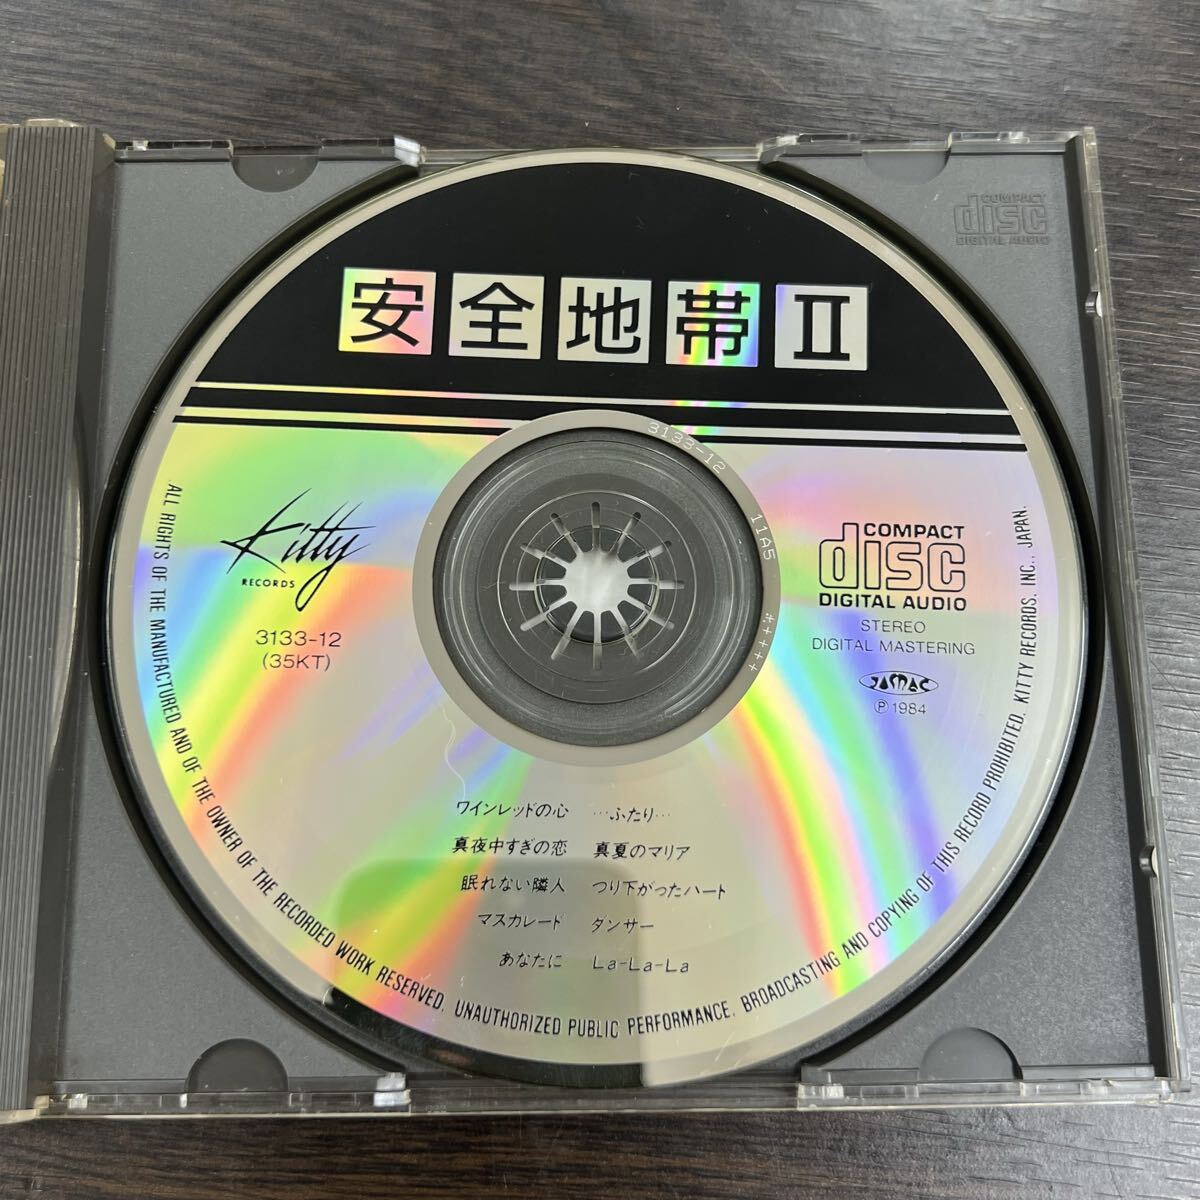 安全地帯II
COMPACT
disc
DIGITAL AUDIO
3133-12 11A5 *++++
Kitty
RECORDS
3133-12
(35KT)
COMPACT
disc
DIGITAL AUDIO
STEREO
DIGITAL MASTERING
JASRAC
Ⓟ1984
ワインレッドの心 …ふたり…
真夜中すぎの恋 真夏のマリア
眠れない隣人 つり下がったハート
マスカレード ダンサー
あなたに La-La-La
ALL RIGHTS OF THE MANUFACTURED AND OF THE OWNER OF THE RECORDED WORK RESERVED. UNAUTHORIZED PUBLIC PERFORMANCE. BROADCASTING AND COPYING OF THIS RECORD PROHIBITED. KITTY RECORDS, INC., JAPAN.